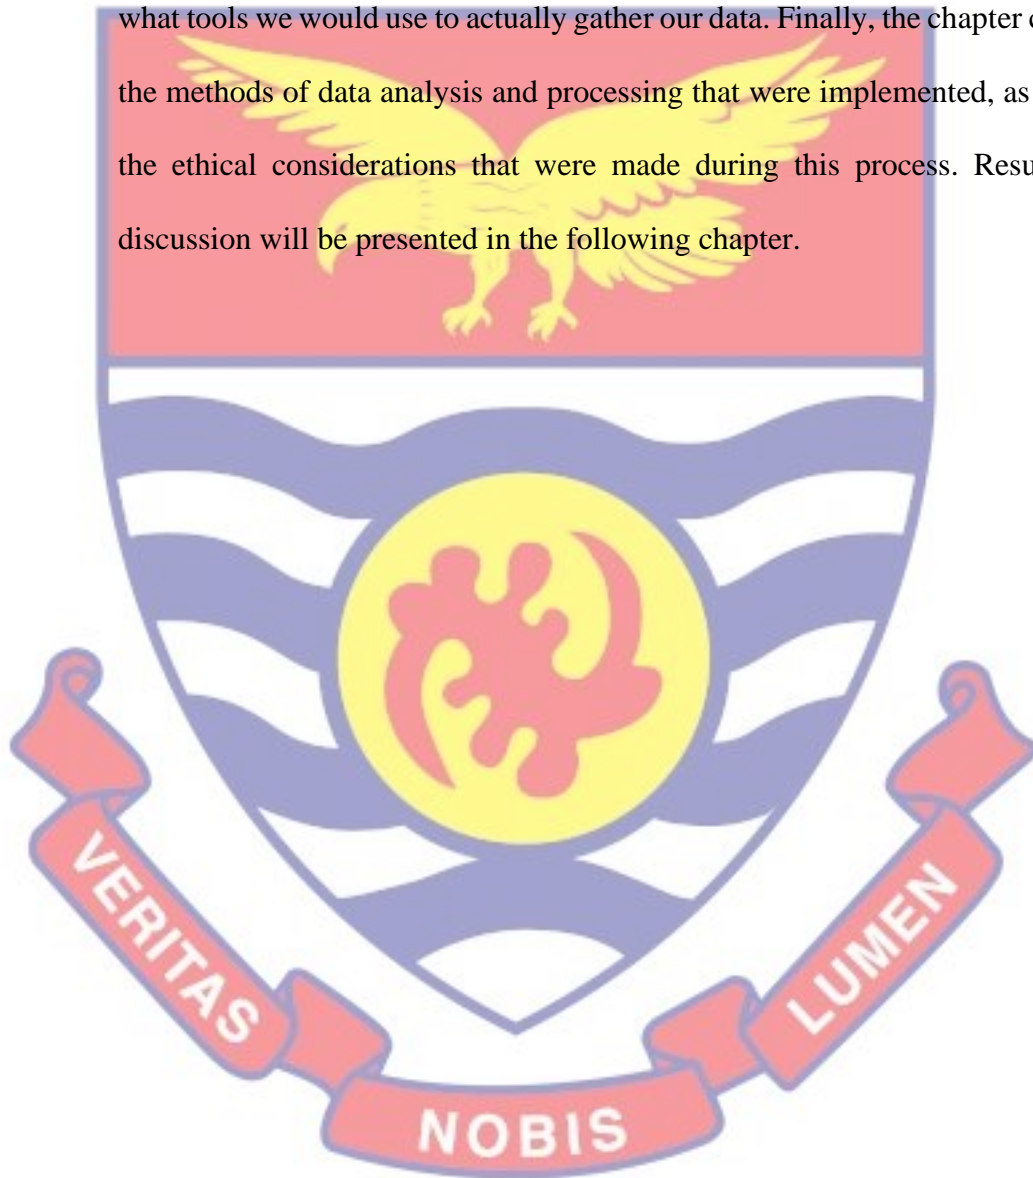 what tools we would use to actually gather our data. Finally, the chapter
the methods of data analysis and processing that were implemented, as
the ethical considerations that were made during this process.
discussion will be presented in the following chapter.
VERITAS
NOBIS
LUMEN